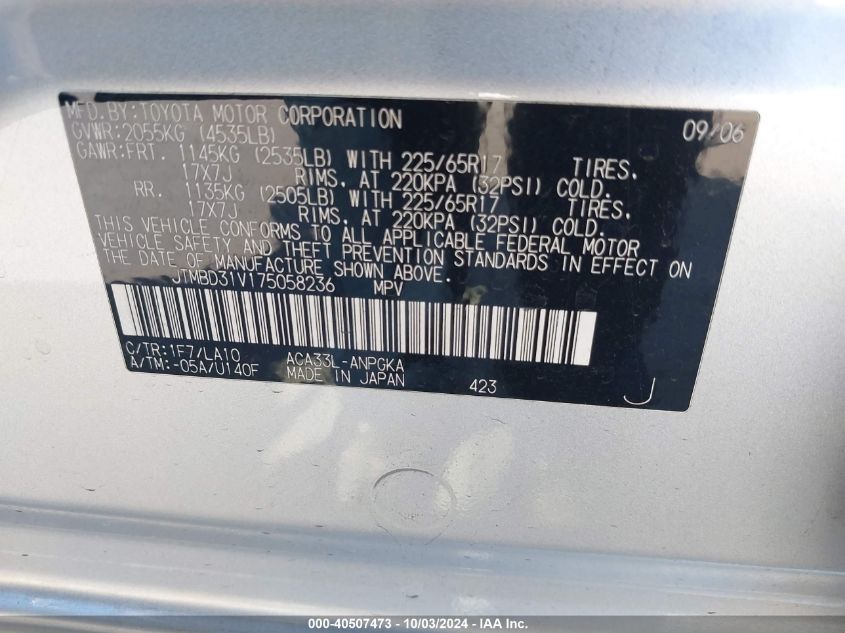 MFD.BY:TOYOTA MOTOR CORPORATION 09/06
GVWR:2055KG (4535LB)
GAWR:FRT. 1145KG (2535LB) WITH 225/65R17 TIRES.
17X7J RIMS. AT 220KPA (32PSI) COLD.
RR. 1135KG (2505LB) WITH 225/65R17 TIRES.
17X7J RIMS. AT 220KPA (32PSI) COLD.
THIS VEHICLE CONFORMS TO ALL APPLICABLE FEDERAL MOTOR
VEHICLE SAFETY AND THEFT PREVENTION STANDARDS IN EFFECT ON
THE DATE OF MANUFACTURE SHOWN ABOVE.
JTMBD31V175058236 MPV
C/TR:1F7/LA10 ACA33L-ANPGKA
A/TM:-05A/U140F MADE IN JAPAN 423 J
000-40507473 - 10/03/2024 - IAA Inc.